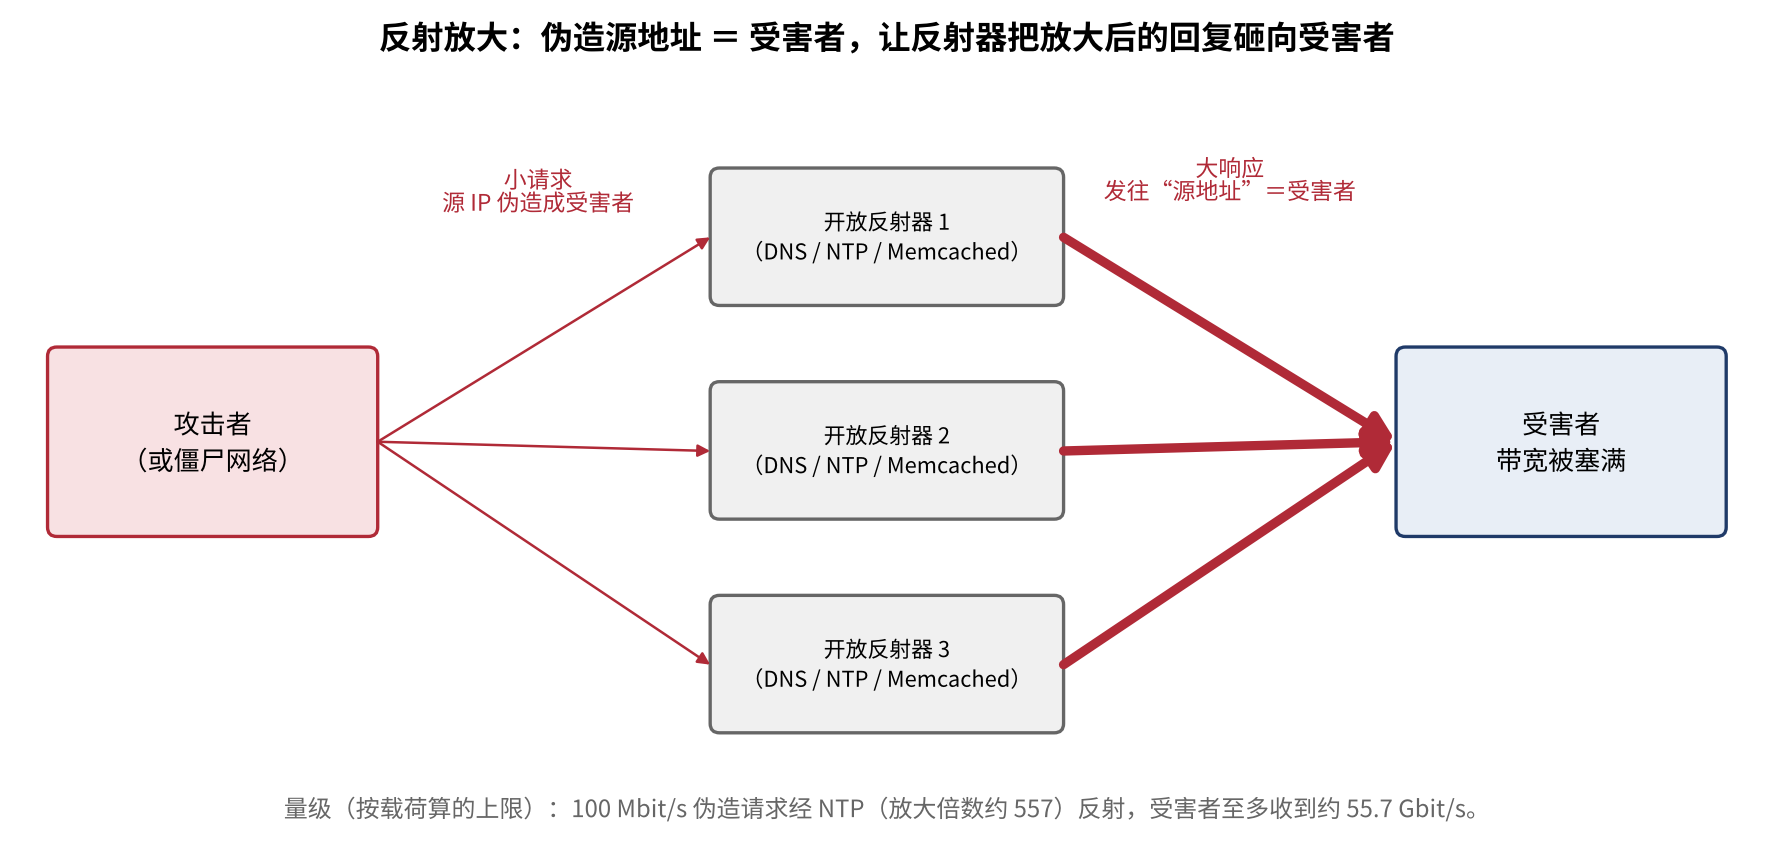 反射放大：伪造源地址 ＝ 受害者，让反射器把放大后的回复砸向受害者
小请求
源 IP 伪造成受害者
大响应
发往“源地址”＝受害者
开放反射器 1
（DNS / NTP / Memcached）
攻击者
（或僵尸网络）
开放反射器 2
（DNS / NTP / Memcached）
受害者
带宽被塞满
开放反射器 3
（DNS / NTP / Memcached）
量级（按载荷算的上限）：100 Mbit/s 伪造请求经 NTP（放大倍数约 557）反射，受害者至多收到约 55.7 Gbit/s。